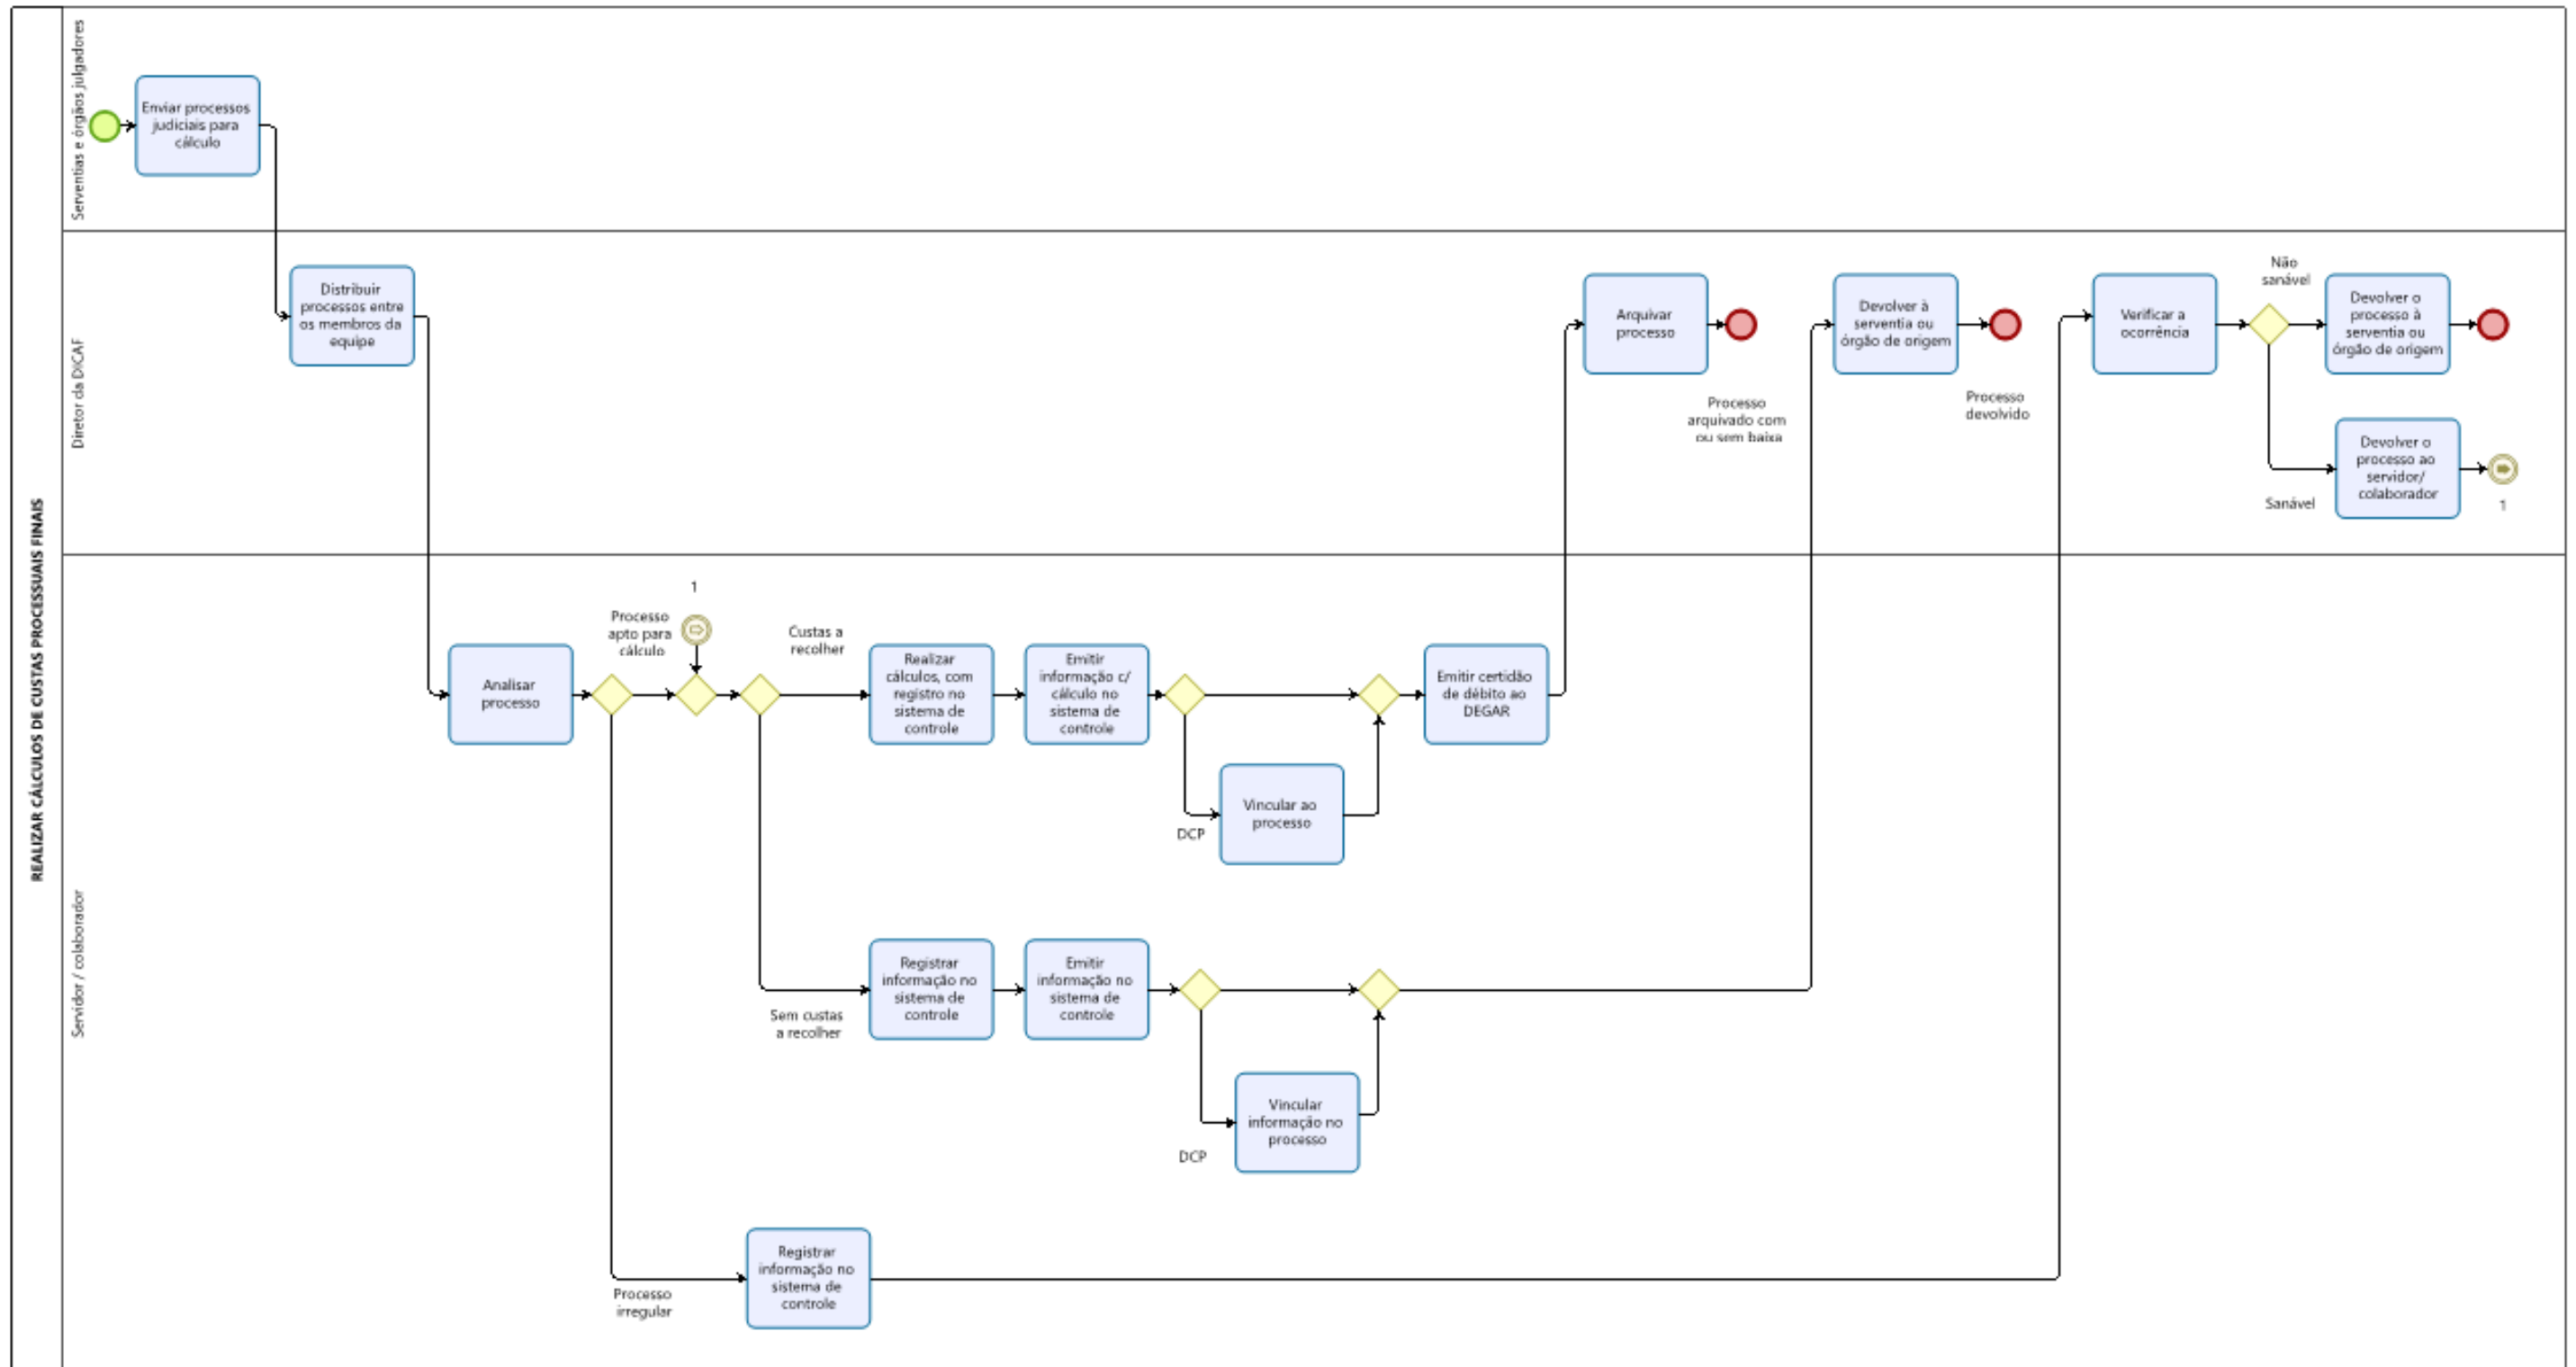 REALIZAR CÁLCULOS DE CUSTAS PROCESSUAIS FINAIS
Serventias e órgãos julgadores
Enviar processos
judiciais para
cálculo
Diretor da DICAF
Distribuir
processos entre
os membros da
equipe
Arquivar
processo
Processo
arquivado com
ou sem baixa
Devolver à
serventia ou
órgão de origem
Processo
devolvido
Verificar a
ocorrência
Não
sanável
Devolver o
processo à
serventia ou
órgão de origem
Sanável
Devolver o
processo ao
servidor/
colaborador
1
Servidor / colaborador
Analisar
processo
Processo
apto para
cálculo
1
Custas a
recolher
Realizar
cálculos, com
registro no
sistema de
controle
Emitir
informação c/
cálculo no
sistema de
controle
DCP
Vincular ao
processo
Emitir certidão
de débito ao
DEGAR
Sem custas
a recolher
Registrar
informação no
sistema de
controle
Emitir
informação no
sistema de
controle
DCP
Vincular
informação no
processo
Processo
irregular
Registrar
informação no
sistema de
controle